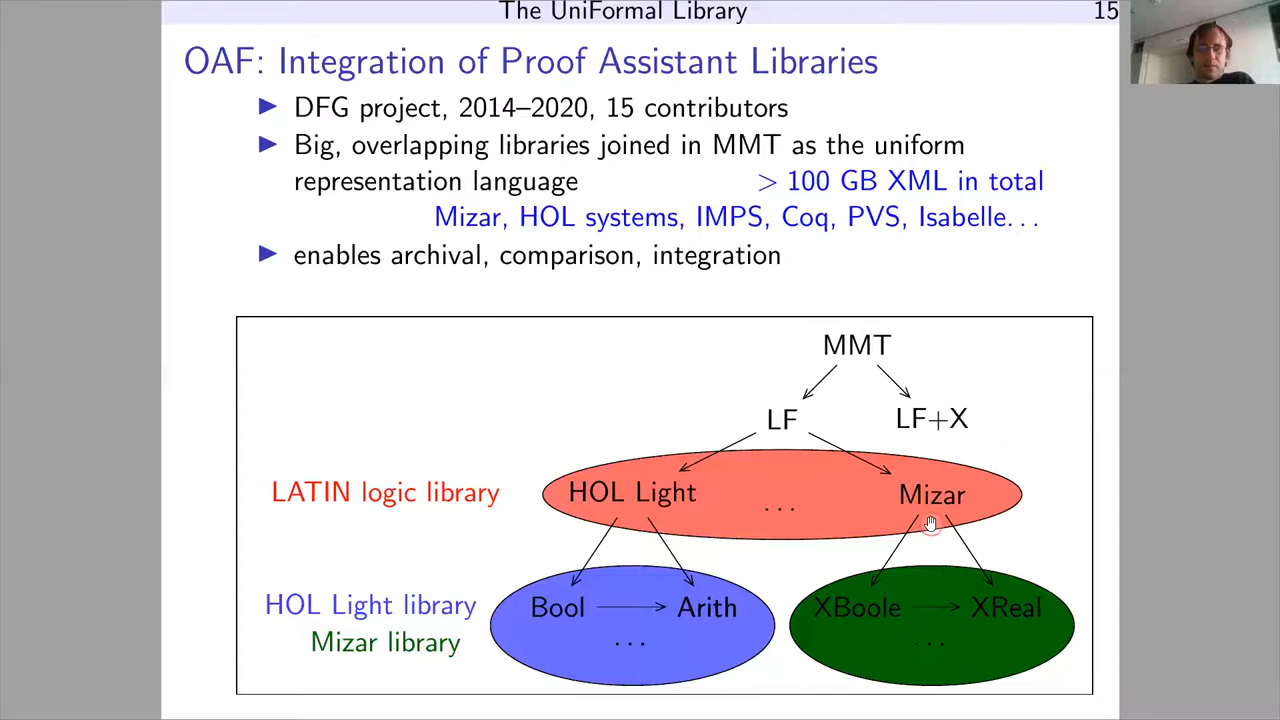 The UniFormal Library 15
OAF: Integration of Proof Assistant Libraries
DFG project, 2014–2020, 15 contributors
Big, overlapping libraries joined in MMT as the uniform
representation language > 100 GB XML in total
Mizar, HOL systems, IMPS, Coq, PVS, Isabelle...
enables archival, comparison, integration
MMT
LF LF+X
LATIN logic library HOL Light ... Mizar
HOL Light library Bool Arith XBoole XReal
Mizar library ... ...